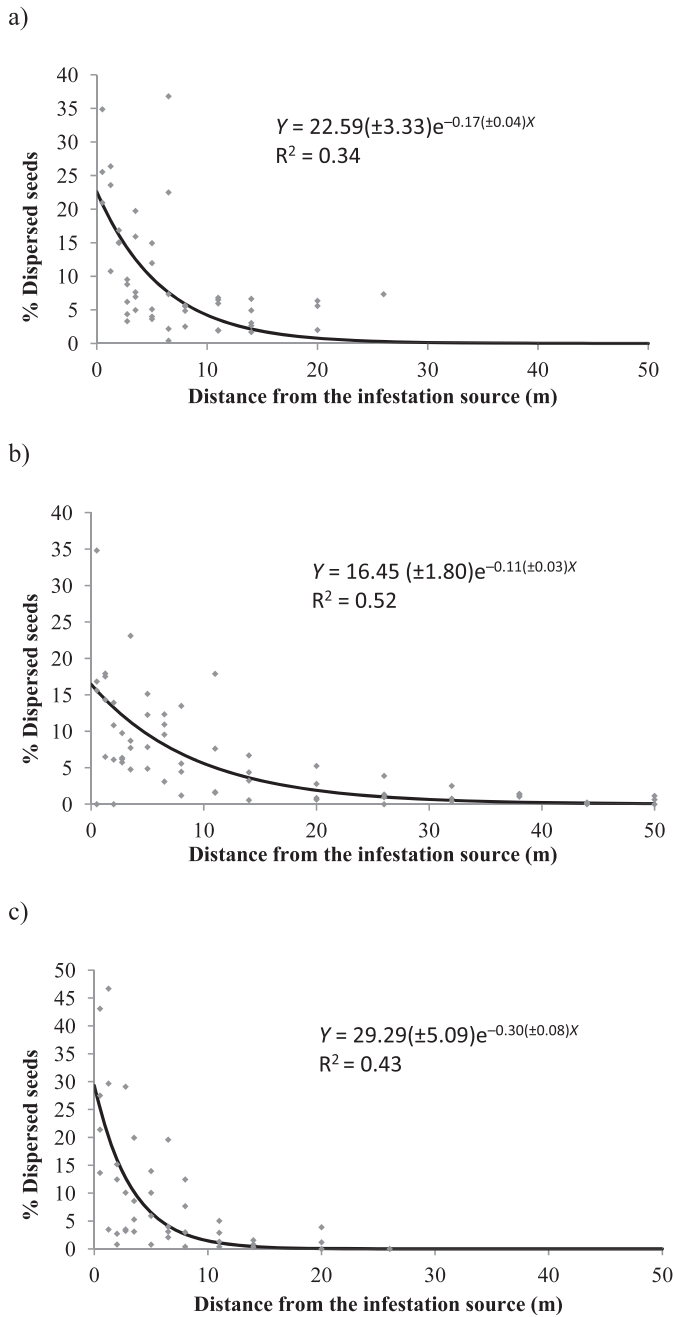 a)
% Dispersed seeds
40
35
30
25
20
15
10
5
0
Y = 22.59(±3.33)e–0.17(±0.04)X
R2 = 0.34
0 10 20 30 40 50
Distance from the infestation source (m)
b)
% Dispersed seeds
40
35
30
25
20
15
10
5
0
Y = 16.45 (±1.80)e–0.11(±0.03)X
R2 = 0.52
0 10 20 30 40 50
Distance from the infestation source (m)
c)
% Dispersed seeds
50
45
40
35
30
25
20
15
10
5
0
Y = 29.29(±5.09)e–0.30(±0.08)X
R2 = 0.43
0 10 20 30 40 50
Distance from the infestation source (m)